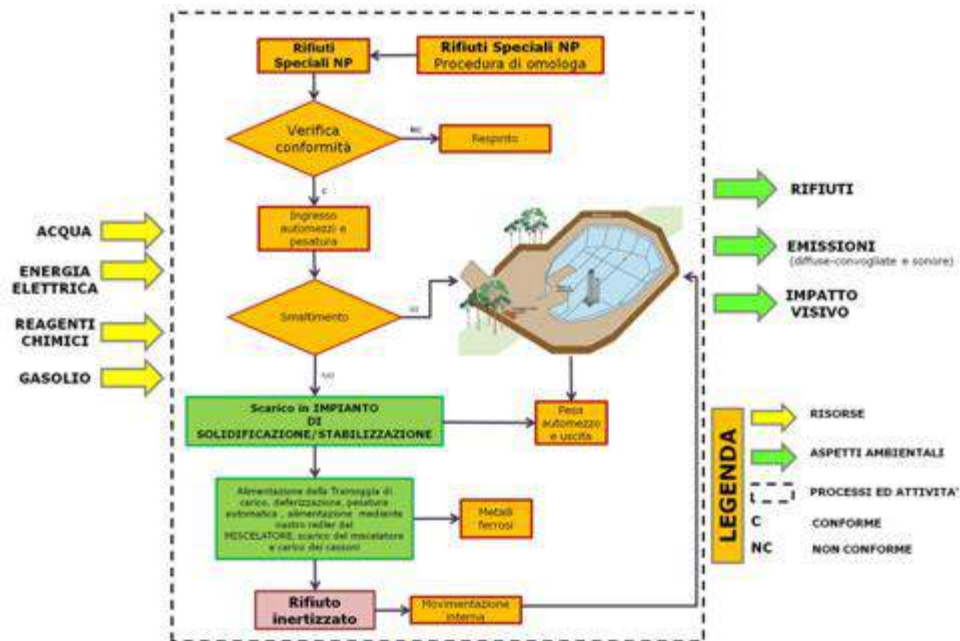 Rifiuti
Speciali NP
Rifiuti Speciali NP
Procedura di omologa
Verifica
conformità
NC
Respinto
C
Ingresso
automezzi e
pesatura
Smaltimento
NO
Scarico in IMPIANTO
DI
SOLIDIFICAZIONE/STABILIZZAZIONE
Pesa
automezzo
e uscita
Alimentazione della Tramoggia di
carico, deferizzazione, pesatura
automatica , alimentazione mediante
nastro redler del
MISCELATORE, scarico del miscelatore
e carico dei cassoni
Metalli
ferrosi
Rifiuto
inertizzato
Movimentazione
interna
ACQUA
ENERGIA
ELETTRICA
REAGENTI
CHIMICI
GASOLIO
RIFIUTI
EMISSIONI
(diffuse-convogliate e sonore)
IMPATTO
VISIVO
LEGENDA
RISORSE
ASPETTI AMBIENTALI
PROCESSI ED ATTIVITA'
C CONFORME
NC NON CONFORME